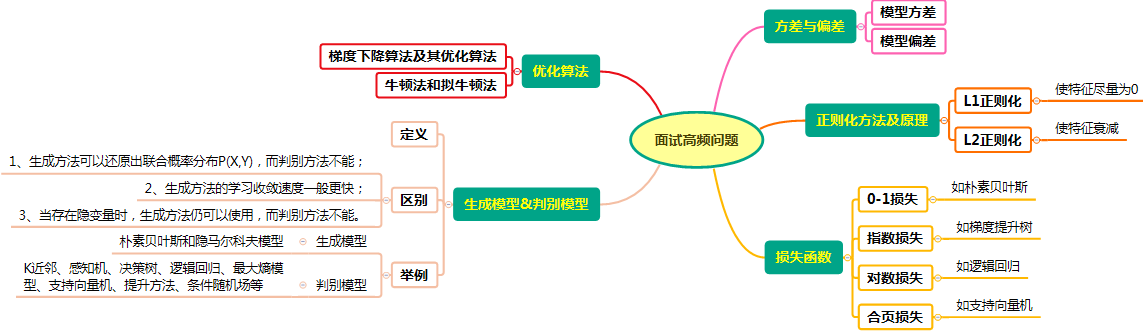 面试高频问题
方差与偏差
模型方差
模型偏差
正则化方法及原理
L1正则化
使特征尽量为0
L2正则化
使特征衰减
损失函数
0-1损失
如朴素贝叶斯
指数损失
如梯度提升树
对数损失
如逻辑回归
合页损失
如支持向量机
优化算法
梯度下降算法及其优化算法
牛顿法和拟牛顿法
生成模型&判别模型
定义
区别
1、生成方法可以还原出联合概率分布P(X,Y)，而判别方法不能；
2、生成方法的学习收敛速度一般更快；
3、当存在隐变量时，生成方法仍可以使用，而判别方法不能。
举例
生成模型
朴素贝叶斯和隐马尔科夫模型
判别模型
K近邻、感知机、决策树、逻辑回归、最大熵模
型、支持向量机、提升方法、条件随机场等